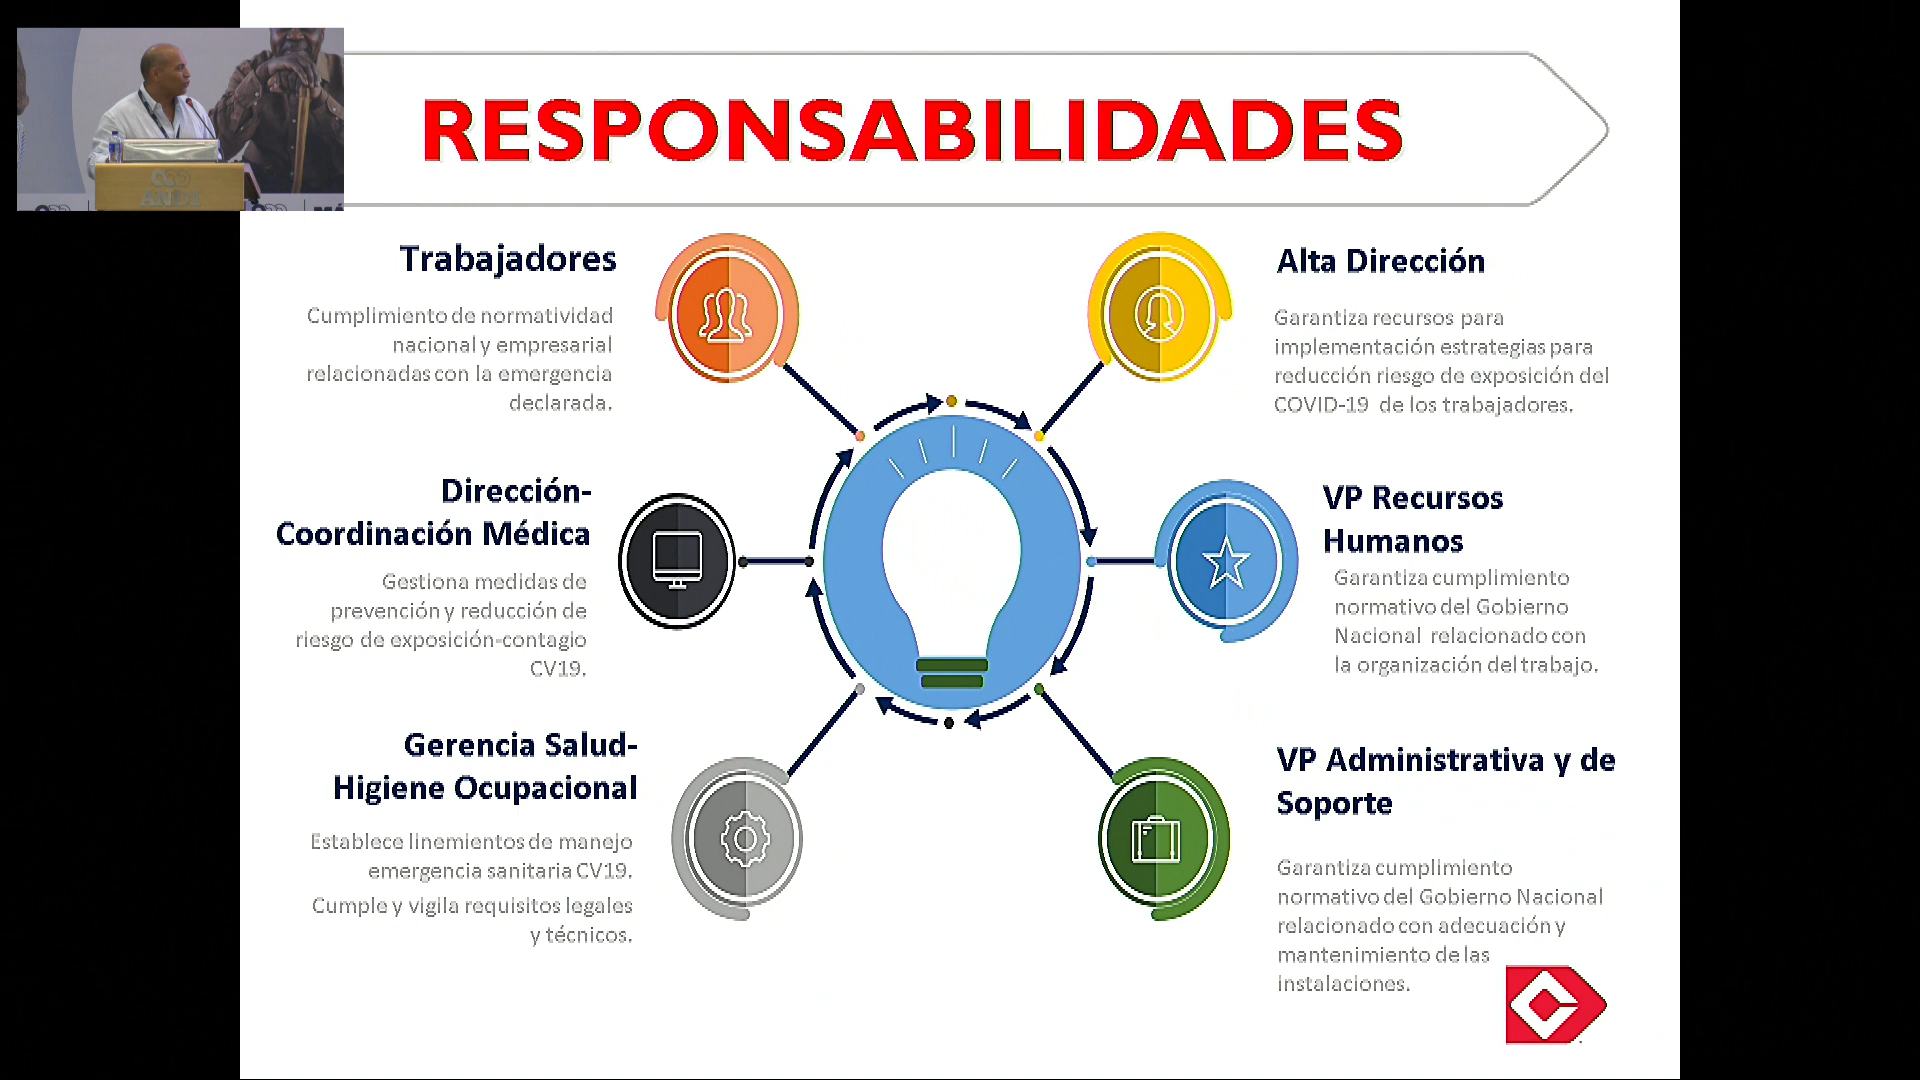 RESPONSABILIDADES
ANDI
Trabajadores
Cumplimiento de normatividad
nacional y empresarial
relacionadas con la emergencia
declarada.
Alta Dirección
Garantiza recursos para
implementación estrategias para
reducción riesgo de exposición del
COVID-19 de los trabajadores.
Dirección-
Coordinación Médica
Gestiona medidas de
prevención y reducción de
riesgo de exposición-contagio
CV19.
VP Recursos
Humanos
Garantiza cumplimiento
normativo del Gobierno
Nacional relacionado con
la organización del trabajo.
Gerencia Salud-
Higiene Ocupacional
Establece linemientos de manejo
emergencia sanitaria CV19.
Cumple y vigila requisitos legales
y técnicos.
VP Administrativa y de
Soporte
Garantiza cumplimiento
normativo del Gobierno Nacional
relacionado con adecuación y
mantenimiento de las
instalaciones.